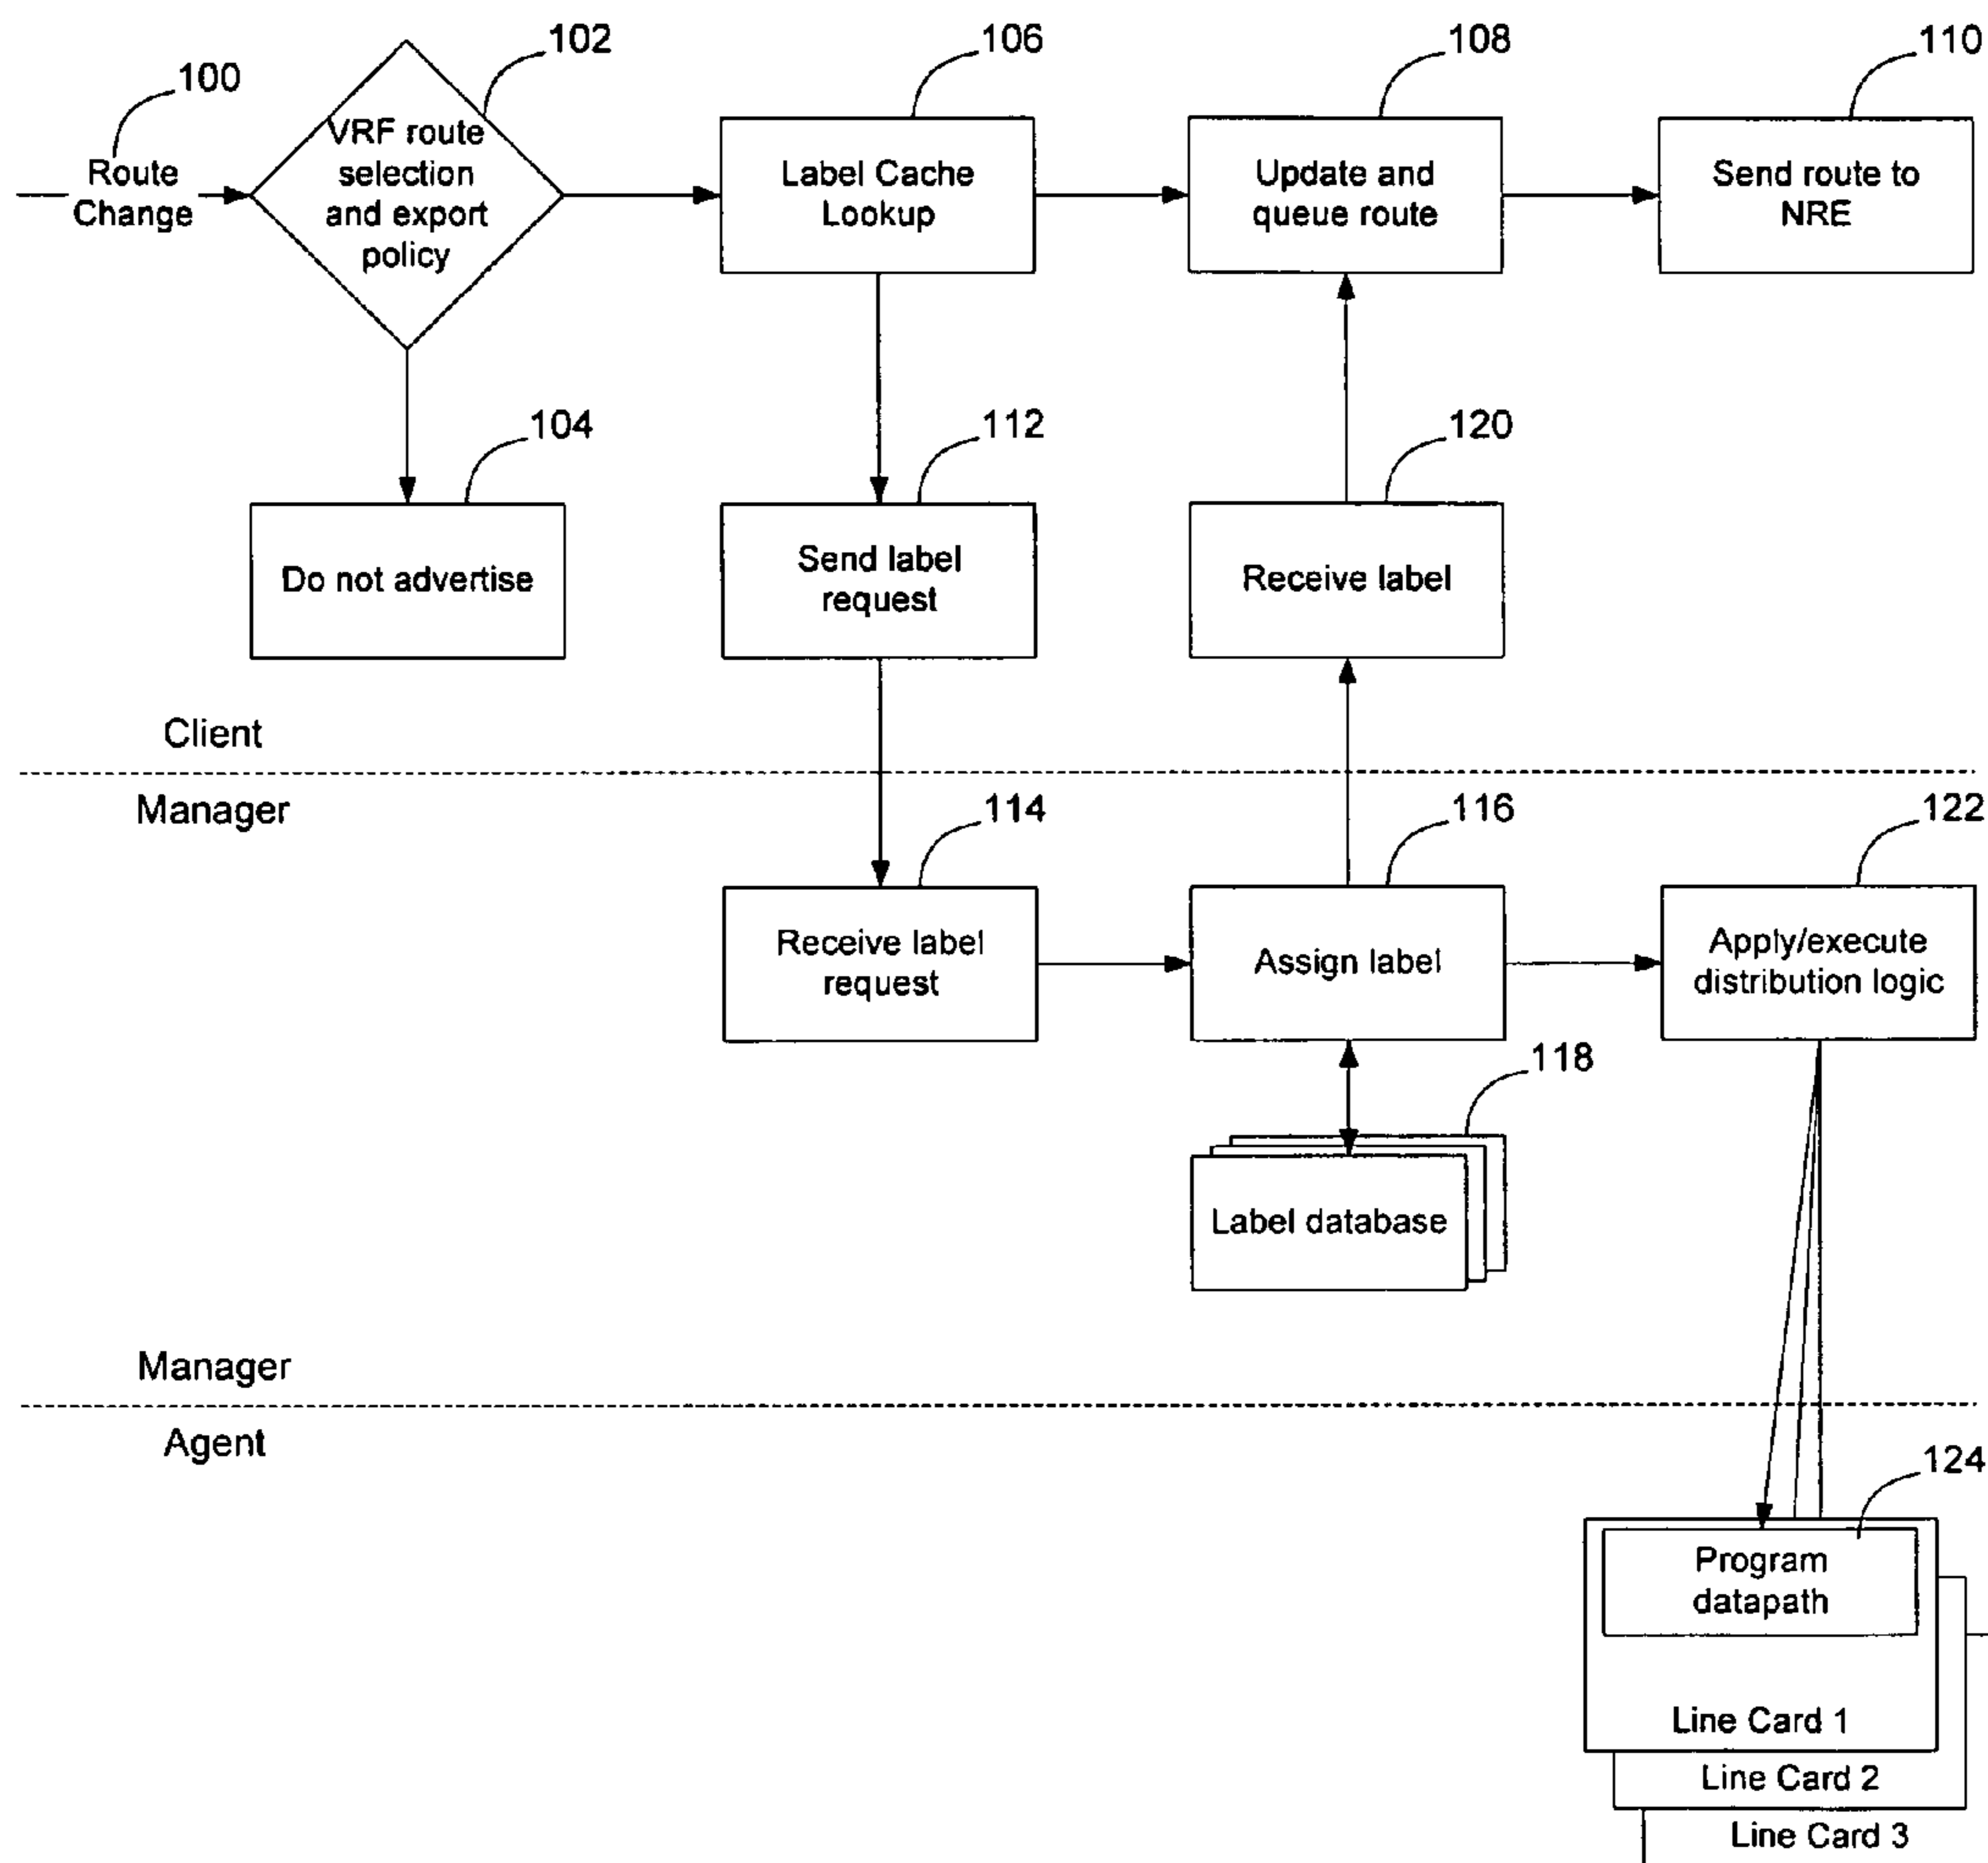 100
102
106
108
110
Route
Change
VRF route
selection
and export
policy
Label Cache
Lookup
Update and
queue route
Send route to
NRE
104
112
120
Do not advertise
Send label
request
Receive label
Client
Manager
114
116
122
Receive label
request
Assign label
Apply/execute
distribution logic
118
Label database
Manager
Agent
124
Program
datapath
Line Card 1
Line Card 2
Line Card 3